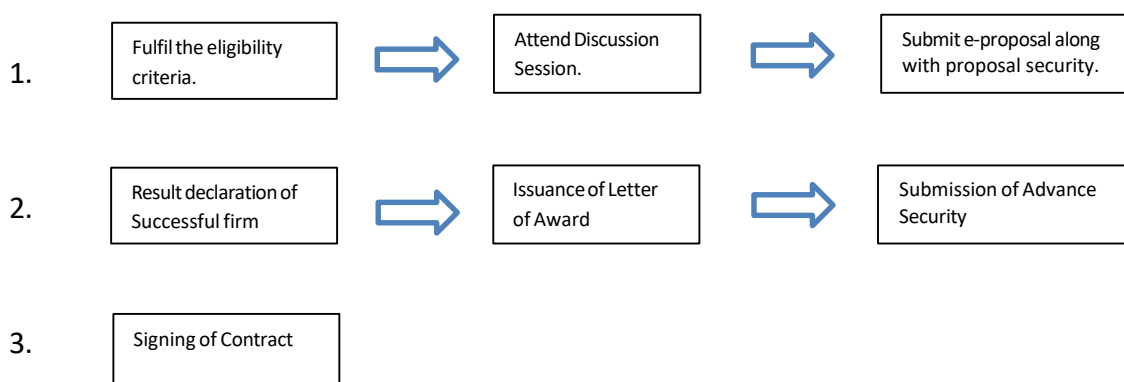 1.
Fulfil the eligibility
criteria.
Attend Discussion
Session.
Submit e-proposal along
with proposal security.
2.
Result declaration of
Successful firm
Issuance of Letter
of Award
Submission of Advance
Security
3.
Signing of Contract